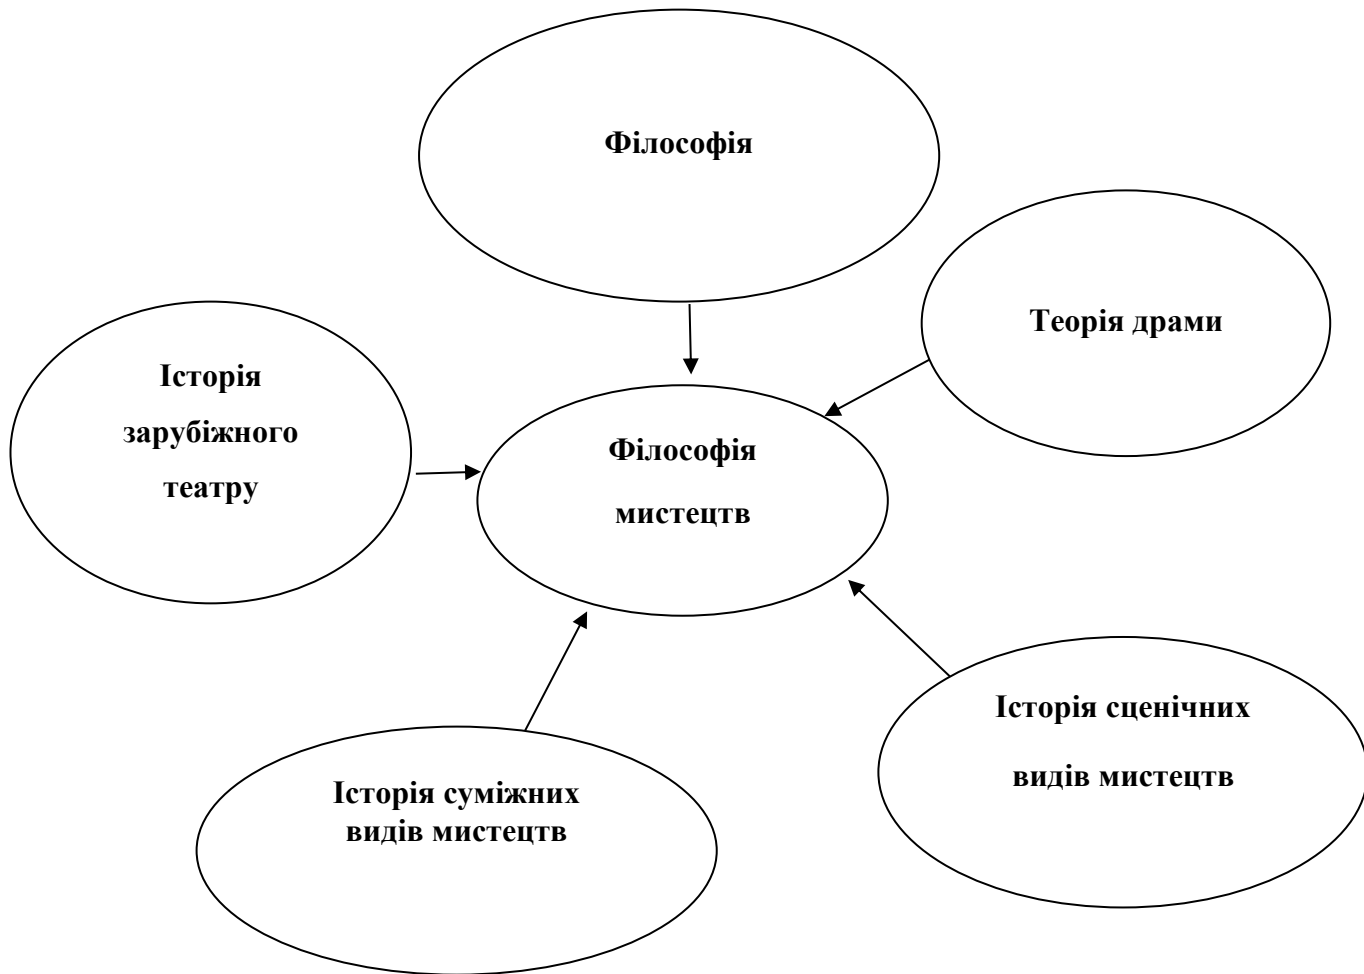 Філософія
Теорія драми
Історія
зарубіжного
театру
Філософія
мистецтв
Історія сценічних
видів мистецтв
Історія суміжних
видів мистецтв